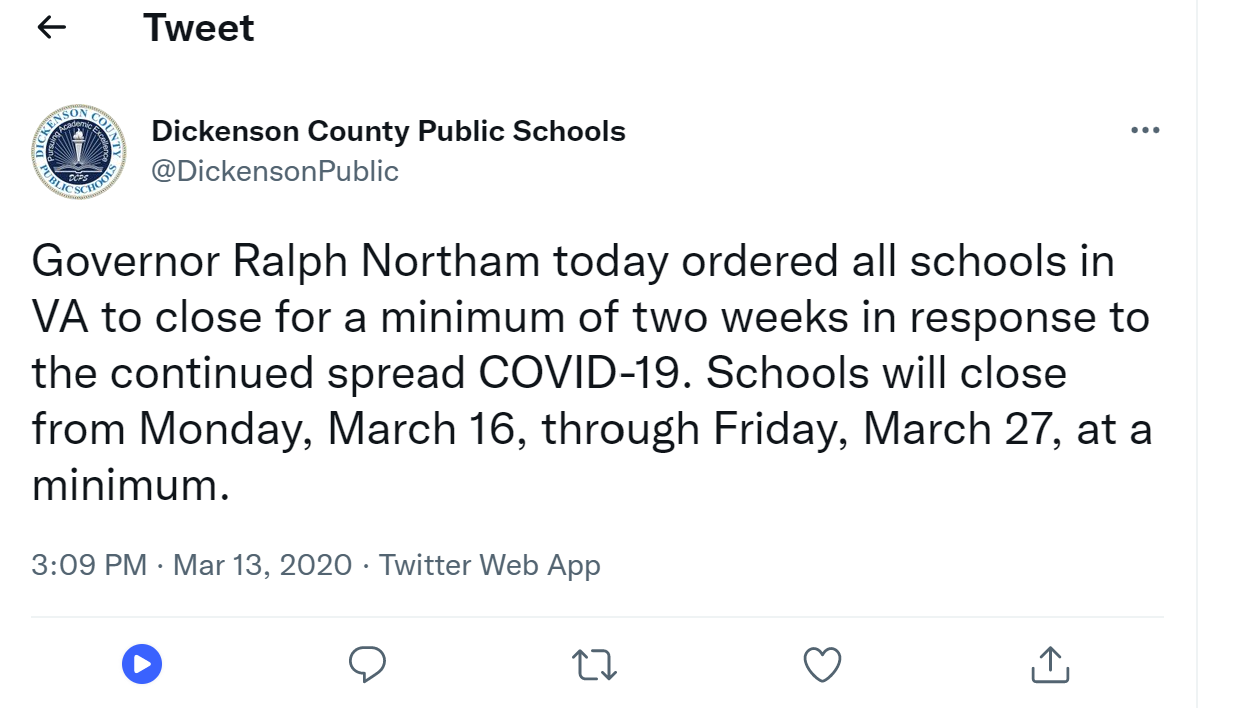 Tweet
DICKENSON COUNTY
Pursuing Academic Excellence
DCPS
PUBLIC SCHOOLS
Dickenson County Public Schools
@DickensonPublic
Governor Ralph Northam today ordered all schools in
VA to close for a minimum of two weeks in response to
the continued spread COVID-19. Schools will close
from Monday, March 16, through Friday, March 27, at a
minimum.
3:09 PM · Mar 13, 2020 · Twitter Web App